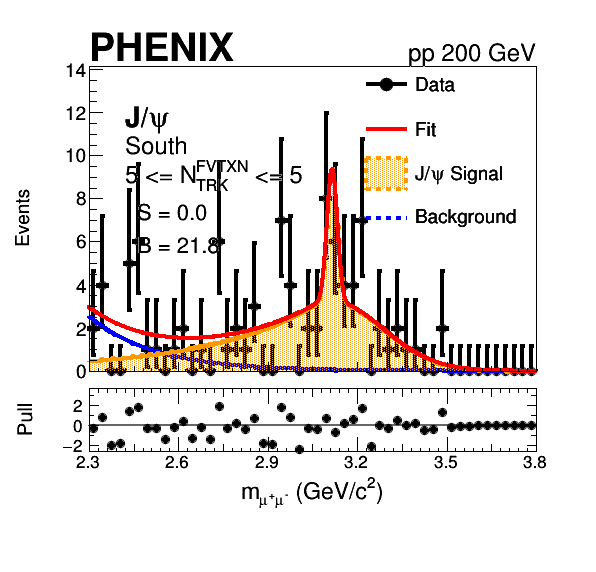 PHENIX pp 200 GeV
14
12
10
8
6
4
2
0
Events
J/ψ
South
5 <= N_TRK^FVTXN <= 5
S = 0.0
B = 21.8
Data
Fit
J/ψ Signal
Background
2
0
−2
Pull
2.3 2.6 2.9 3.2 3.5 3.8
m_μ⁺μ⁻ (GeV/c²)